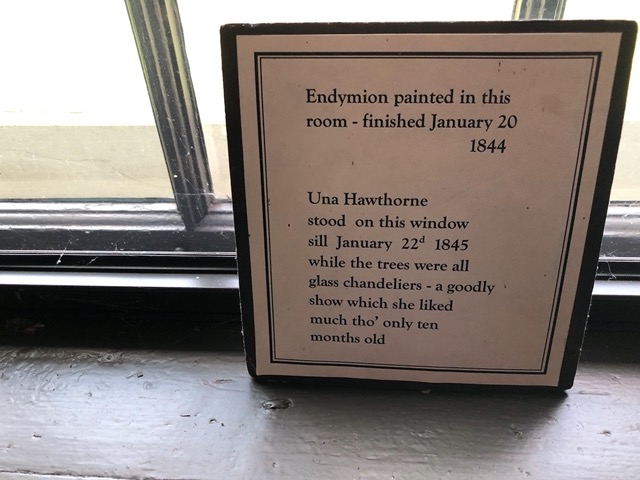 Endymion painted in this
room - finished January 20
1844
Una Hawthorne
stood on this window
sill January 22d 1845
while the trees were all
glass chandeliers - a goodly
show which she liked
much tho' only ten
months old